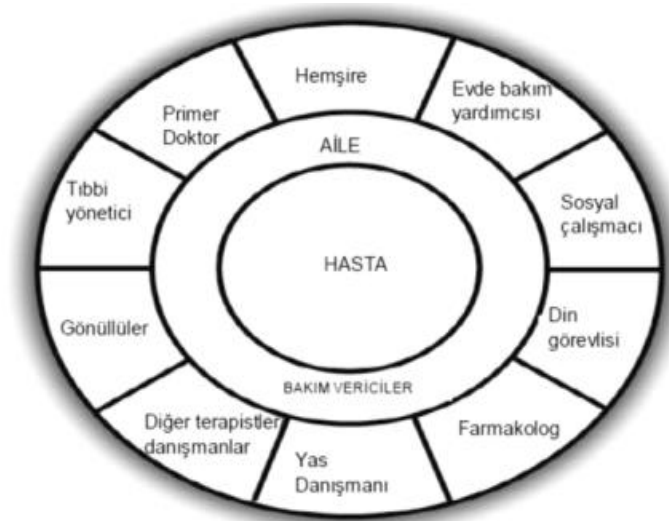 Hemşire
Evde bakım
yardımcısı
Primer
Doktor
AİLE
Tıbbi
yönetici
Sosyal
çalışmacı
HASTA
Gönüllüler
Din
görevlisi
BAKIM VERİCİLER
Diğer terapistler
danışmanlar
Farmakolog
Yas
Danışmanı